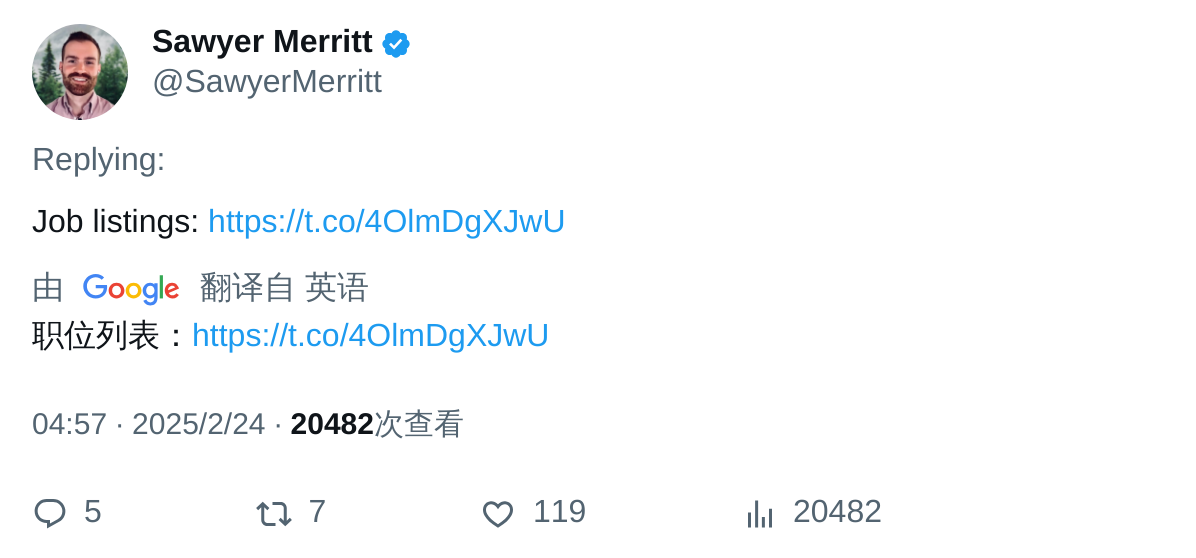 Sawyer Merritt
@SawyerMerritt
Replying:
Job listings: https://t.co/4OlmDgXJwU
由 Google 翻译自 英语
职位列表：https://t.co/4OlmDgXJwU
04:57 · 2025/2/24 · 20482次查看
5 7 119 20482